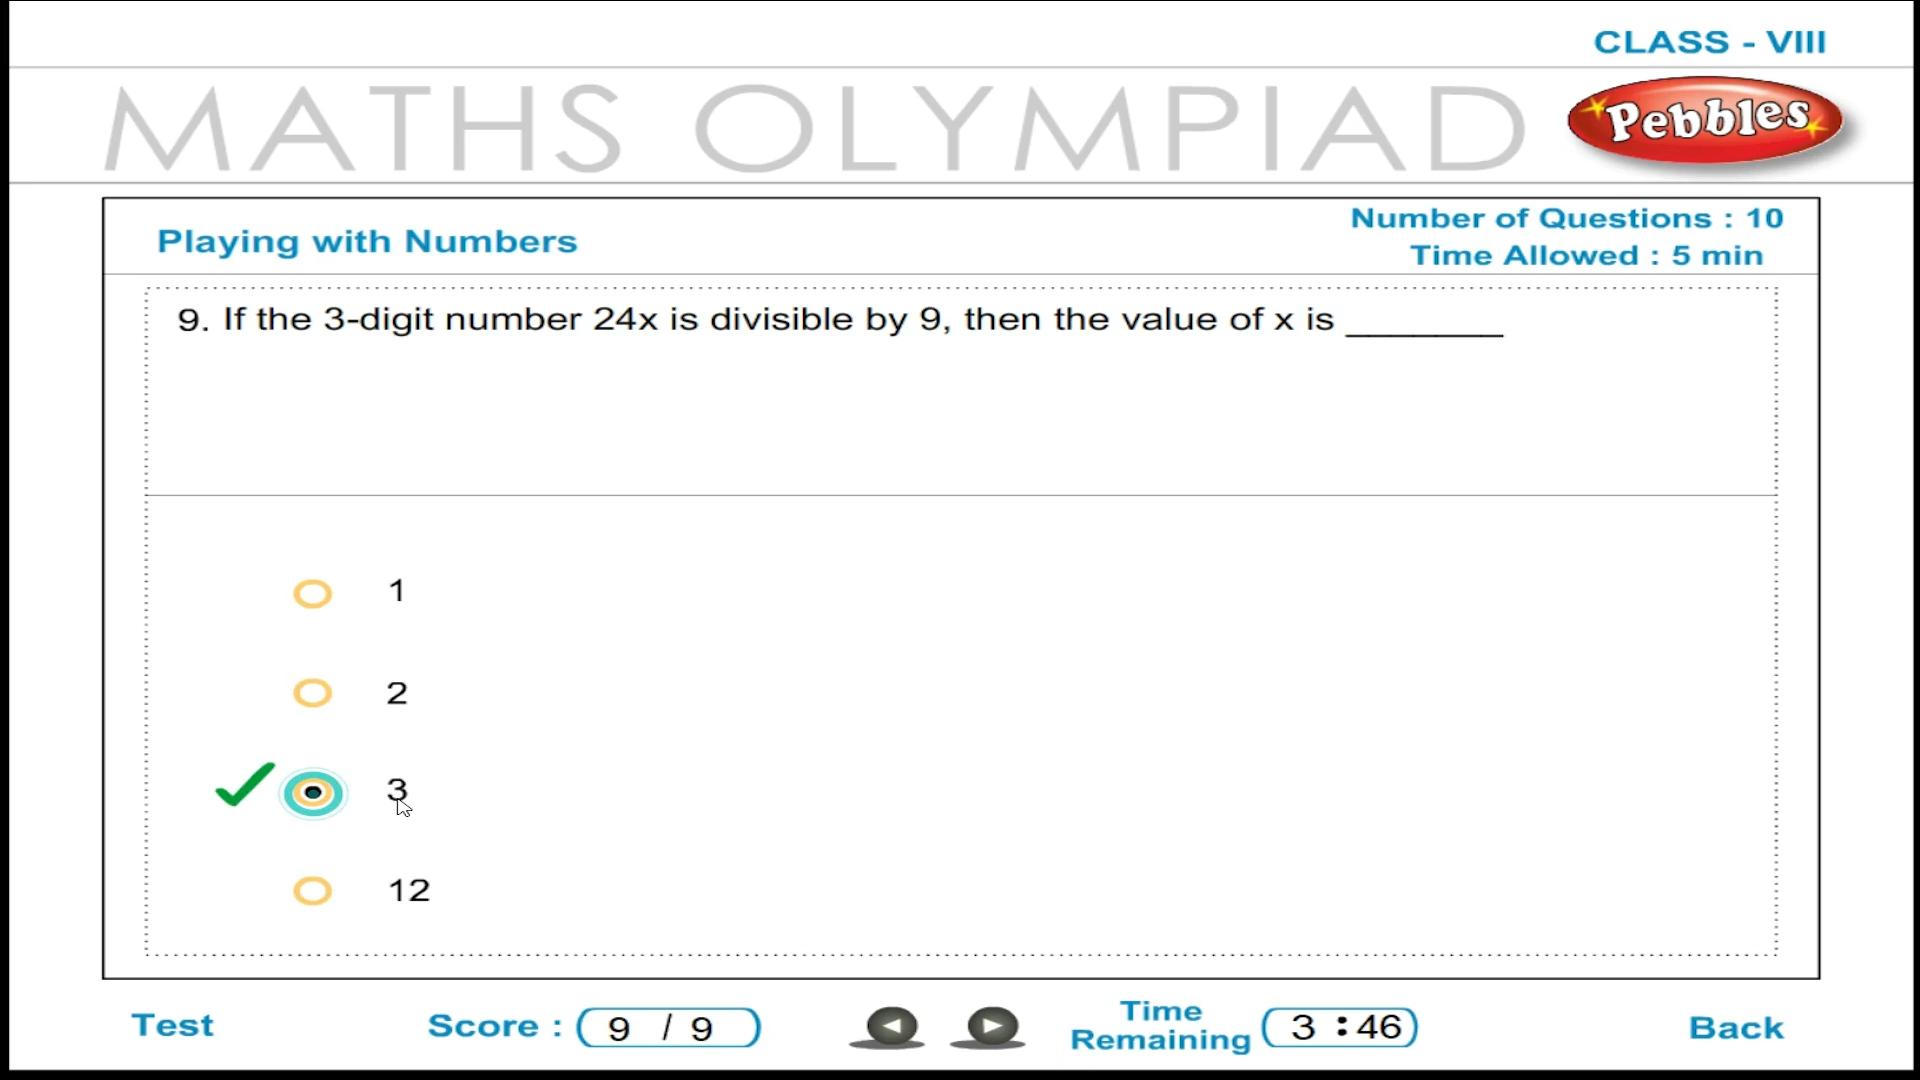 CLASS - VIII
MATHS OLYMPIAD
Pebbles
Playing with Numbers
Number of Questions : 10
Time Allowed : 5 min
9. If the 3-digit number 24x is divisible by 9, then the value of x is _______
1
2
3
12
Test
Score : 9 / 9
Time
Remaining 3 : 46
Back